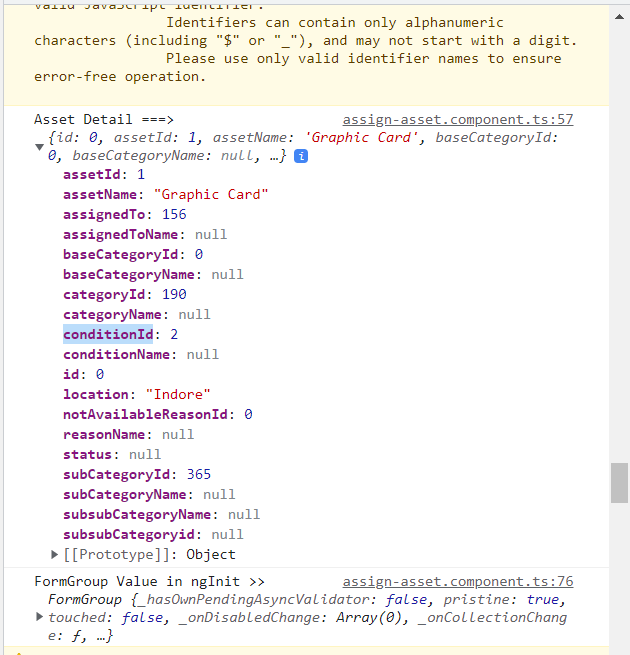 valid JavaScript identifier.
Identifiers can contain only alphanumeric
characters (including "$" or "_"), and may not start with a digit.
Please use only valid identifier names to ensure
error-free operation.
Asset Detail ===> assign-asset.component.ts:57
{id: 0, assetId: 1, assetName: 'Graphic Card', baseCategoryId:
0, baseCategoryName: null, …}
assetId: 1
assetName: "Graphic Card"
assignedTo: 156
assignedToName: null
baseCategoryId: 0
baseCategoryName: null
categoryId: 190
categoryName: null
conditionId: 2
conditionName: null
id: 0
location: "Indore"
notAvailableReasonId: 0
reasonName: null
status: null
subCategoryId: 365
subCategoryName: null
subsubCategoryName: null
subsubCategoryid: null
[[Prototype]]: Object
FormGroup Value in ngInit >> assign-asset.component.ts:76
FormGroup {_hasOwnPendingAsyncValidator: false, pristine: true,
touched: false, _onDisabledChange: Array(0), _onCollectionChang
e: ƒ, …}